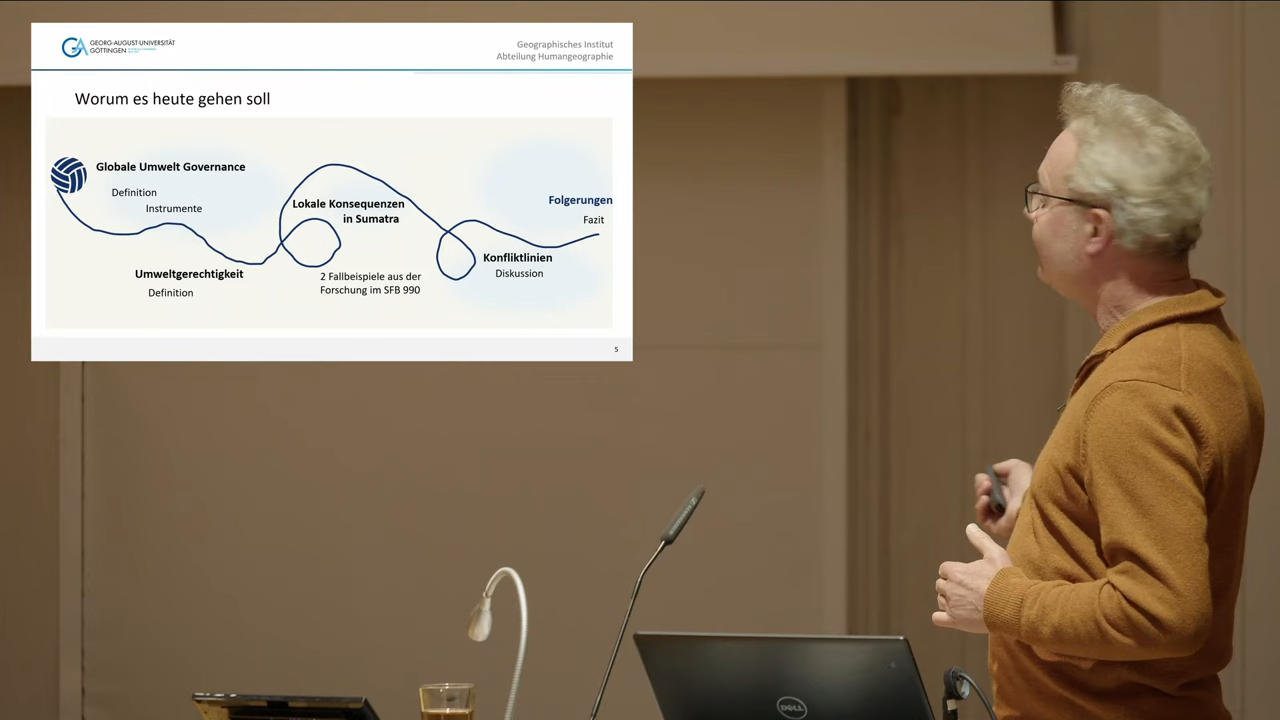 GEORG-AUGUST-UNIVERSITÄT
GÖTTINGEN
Geographisches Institut
Abteilung Humangeographie
Worum es heute gehen soll
Globale Umwelt Governance
Definition
Instrumente
Umweltgerechtigkeit
Definition
Lokale Konsequenzen
in Sumatra
2 Fallbeispiele aus der
Forschung im SFB 990
Konfliktlinien
Diskussion
Folgerungen
Fazit
5
DELL